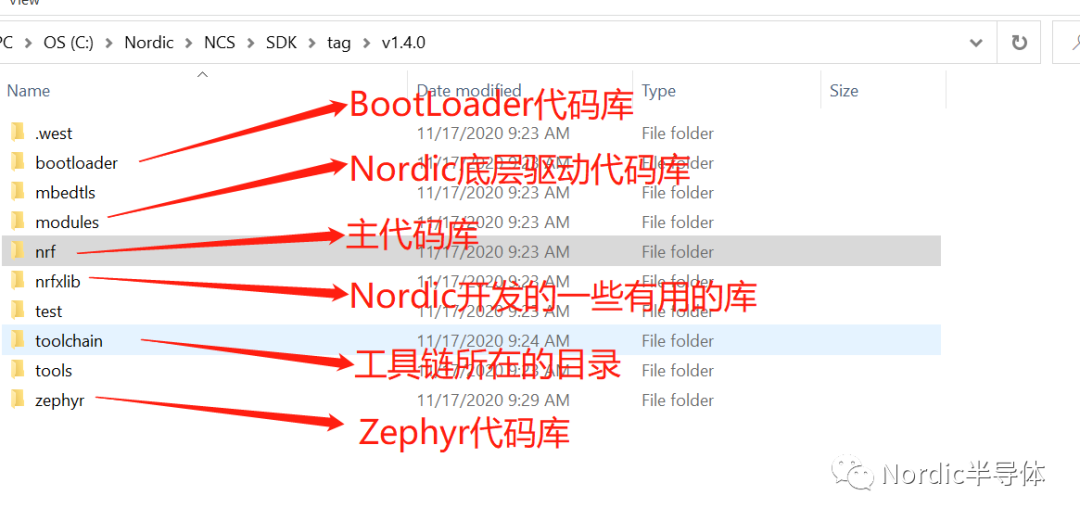 View
PC > OS (C:) > Nordic > NCS > SDK > tag > v1.4.0
Name Date modified Type Size
BootLoader代码库
.west 11/17/2020 9:23 AM File folder
bootloader 11/17/2020 9:23 AM File folder
Nordic底层驱动代码库
mbedtls 11/17/2020 9:23 AM File folder
modules 11/17/2020 9:23 AM File folder
主代码库
nrf 11/17/2020 9:23 AM File folder
nrfxlib 11/17/2020 9:23 AM File folder
Nordic开发的一些有用的库
test 11/17/2020 9:23 AM File folder
toolchain 11/17/2020 9:24 AM File folder
工具链所在的目录
tools 11/17/2020 9:23 AM File folder
zephyr 11/17/2020 9:29 AM File folder
Zephyr代码库
Nordic半导体